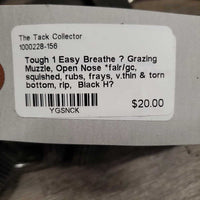 The Tack Collector
1000228-156
Tough 1 Easy Breathe ? Grazing
Muzzle, Open Nose *fair/gc,
squished, rubs, frays, v.thin & torn
bottom, rip, Black H?
$20.00
YGSNCK